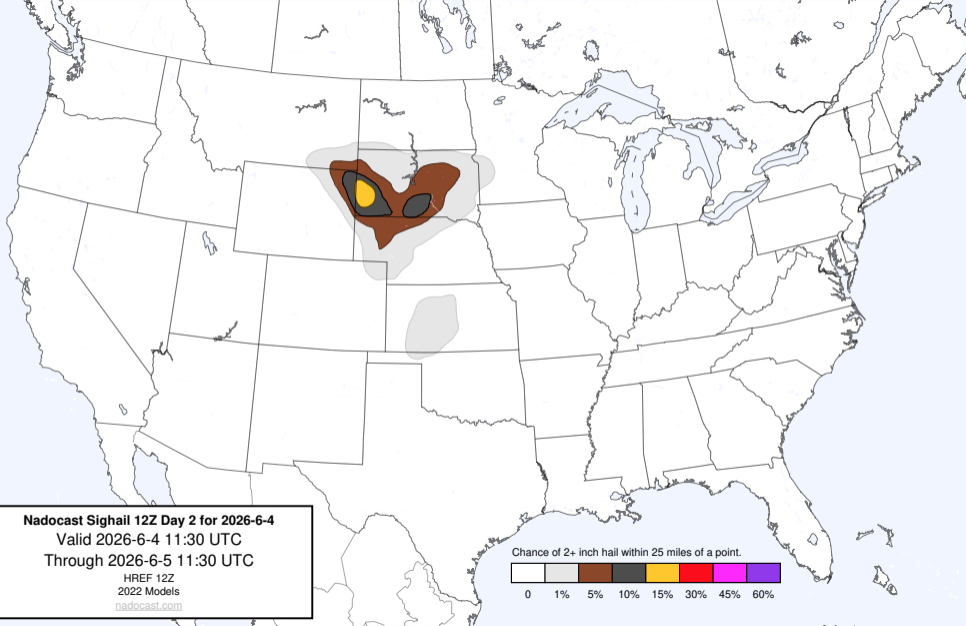 Nadocast Sighail 12Z Day 2 for 2026-6-4
Valid 2026-6-4 11:30 UTC
Through 2026-6-5 11:30 UTC
HREF 12Z
2022 Models
nadocast.com
Chance of 2+ inch hail within 25 miles of a point.
0 1% 5% 10% 15% 30% 45% 60%